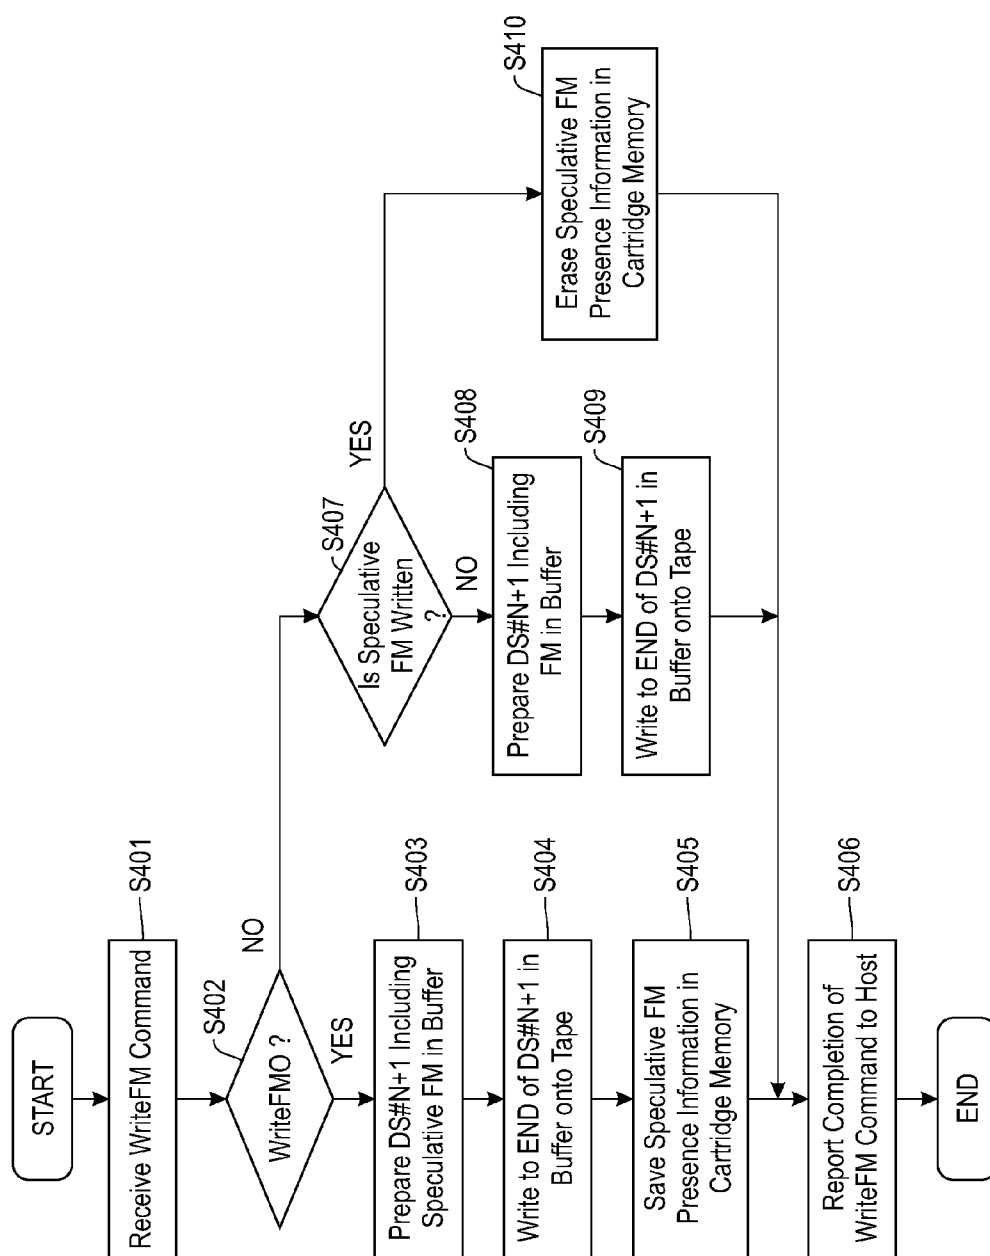 START
Receive WriteFM Command
S401
WriteFM0 ?
S402
NO
YES
Prepare DS#N+1 Including
Speculative FM in Buffer
S403
Write to END of DS#N+1 in
Buffer onto Tape
S404
Save Speculative FM
Presence Information in
Cartridge Memory
S405
Report Completion of
WriteFM Command to Host
S406
END
Is Speculative
FM Written
?
S407
YES
NO
Prepare DS#N+1 Including
FM in Buffer
S408
Write to END of DS#N+1 in
Buffer onto Tape
S409
Erase Speculative FM
Presence Information in
Cartridge Memory
S410